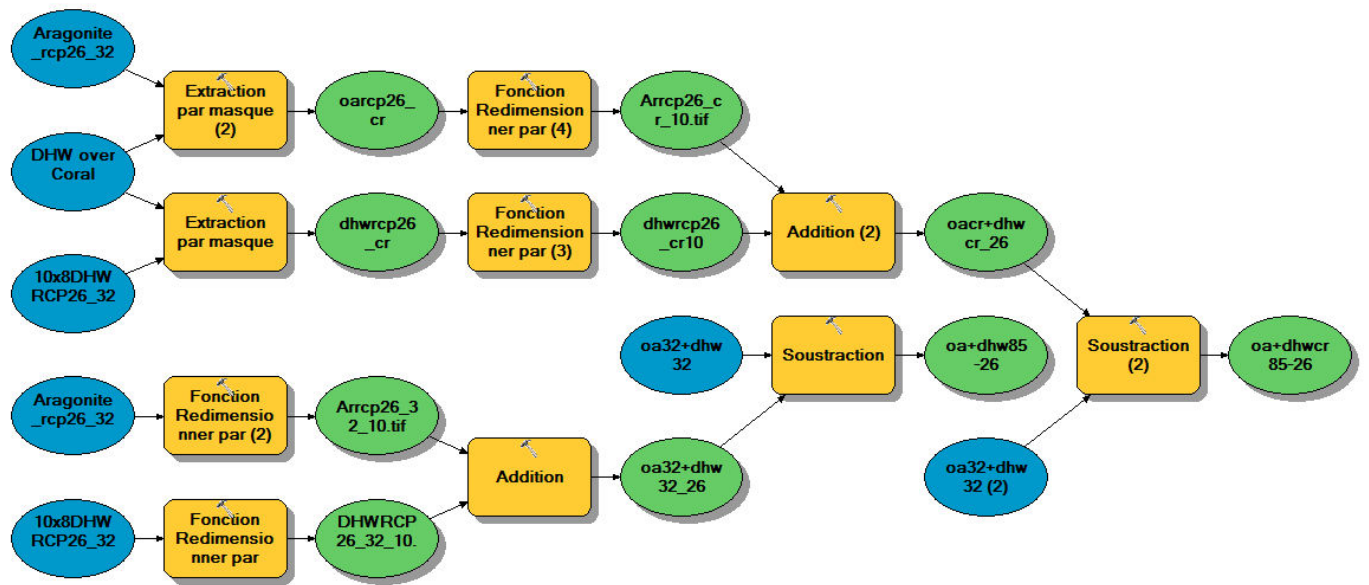 Aragonite
_rcp26_32
Extraction
par masque
(2)
oarcp26_
cr
Fonction
Redimension
ner par (4)
Arrcp26_c
r_10.tif
DHW over
Coral
Extraction
par masque
dhwrcp26
_cr
Fonction
Redimension
ner par (3)
dhwrcp26
_cr10
Addition (2)
oacr+dhw
cr_26
10x8DHW
RCP26_32
oa32+dhw
32
Soustraction
oa+dhw85
-26
Soustraction
(2)
oa+dhwcr
85-26
Aragonite
_rcp26_32
Fonction
Redimensio
nner par (2)
Arrcp26_3
2_10.tif
Addition
oa32+dhw
32_26
oa32+dhw
32 (2)
10x8DHW
RCP26_32
Fonction
Redimensio
nner par
DHWRCP
26_32_10.